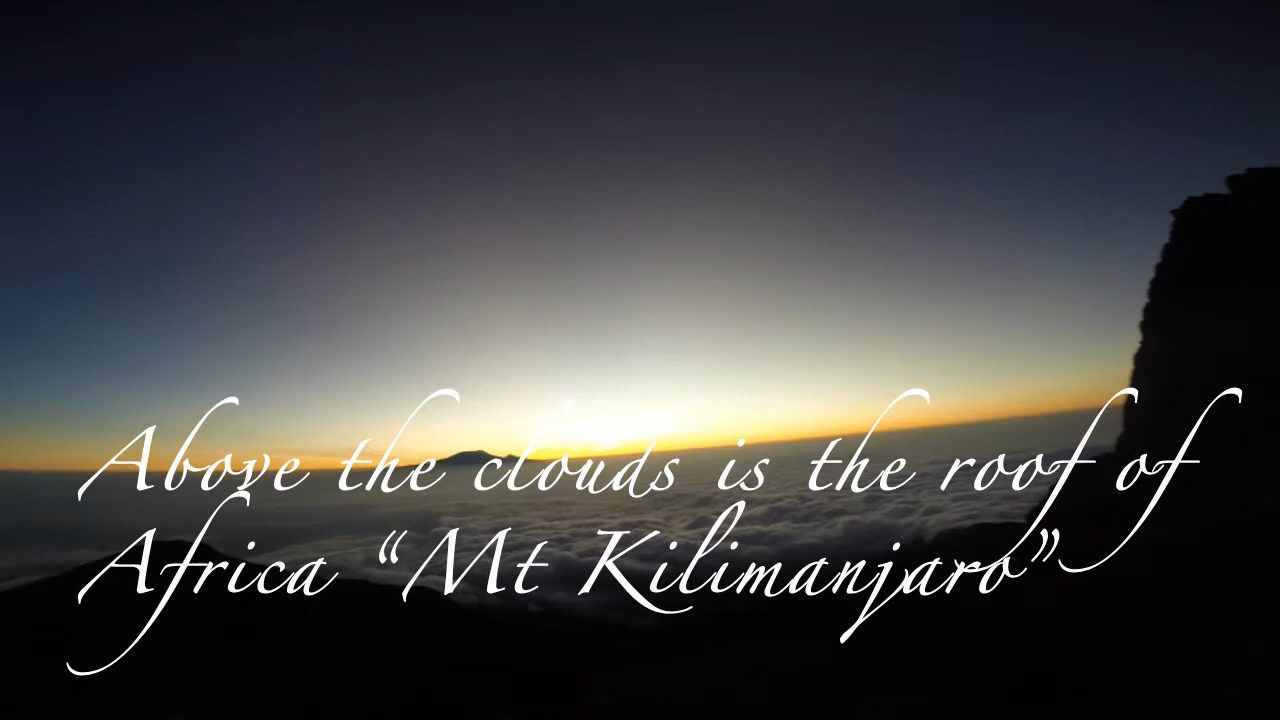 Above the clouds is the roof of
Africa “Mt Kilimanjaro”